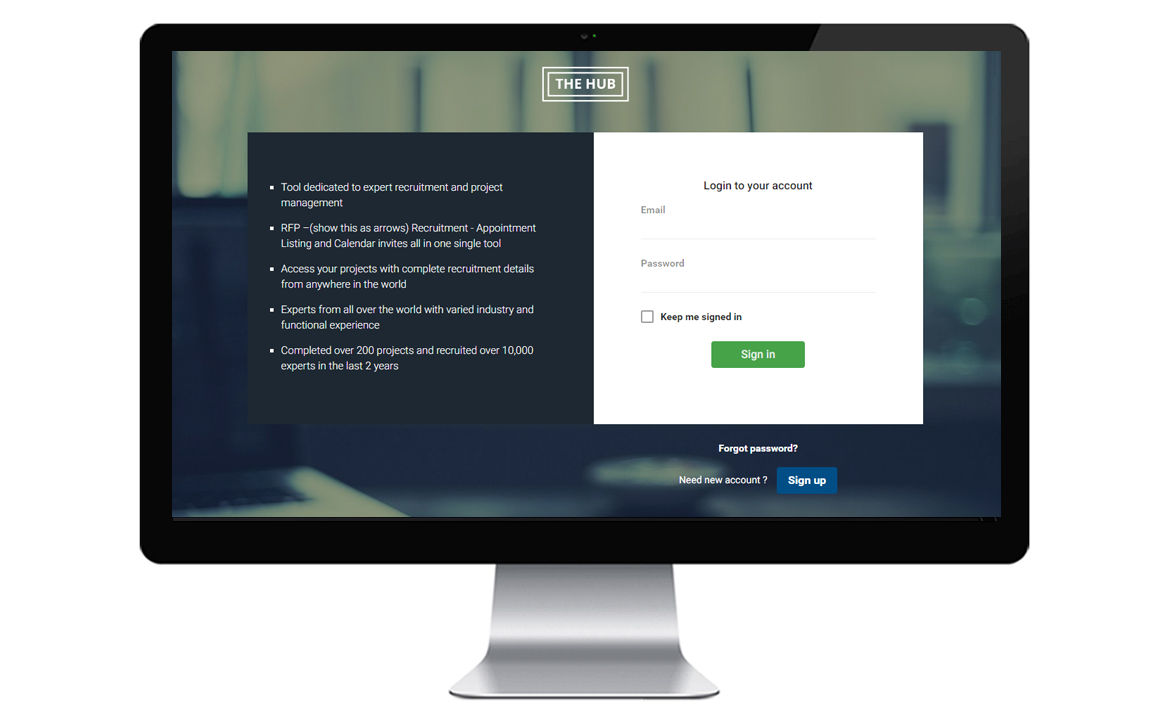 THE HUB
Tool dedicated to expert recruitment and project
management
RFP –(show this as arrows) Recruitment - Appointment
Listing and Calendar invites all in one single tool
Access your projects with complete recruitment details
from anywhere in the world
Experts from all over the world with varied industry and
functional experience
Completed over 200 projects and recruited over 10,000
experts in the last 2 years
Login to your account
Email
Password
Keep me signed in
Sign in
Forgot password?
Need new account ?
Sign up